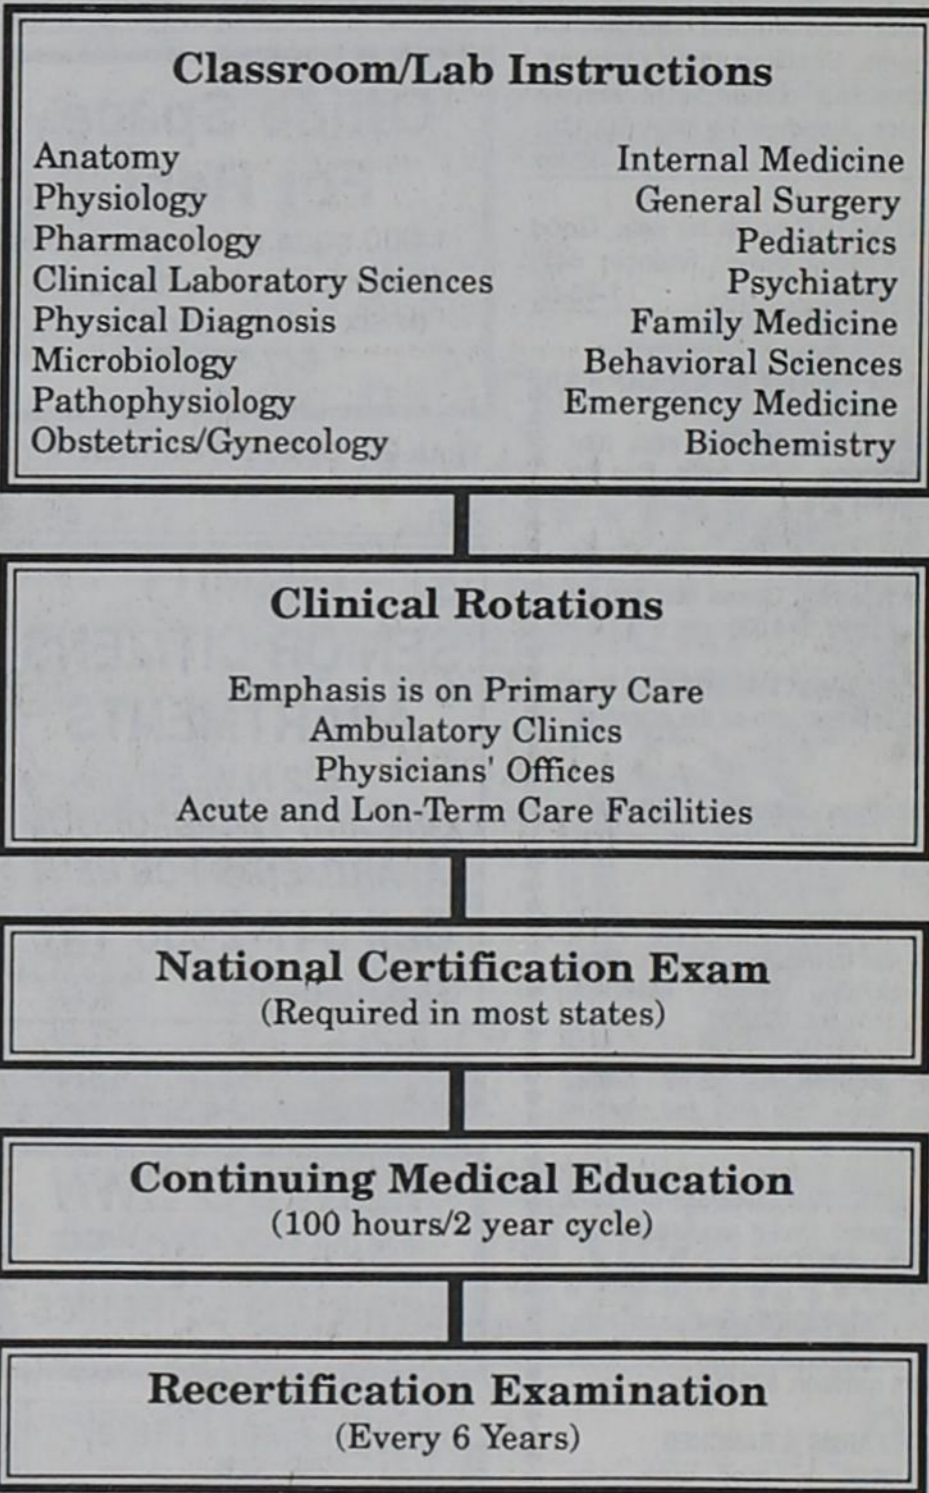 Classroom/Lab Instructions
Anatomy
Physiology
Pharmacology
Clinical Laboratory Sciences
Physical Diagnosis
Microbiology
Pathophysiology
Obstetrics/Gynecology
Internal Medicine
General Surgery
Pediatrics
Psychiatry
Family Medicine
Behavioral Sciences
Emergency Medicine
Biochemistry
Clinical Rotations
Emphasis is on Primary Care
Ambulatory Clinics
Physicians' Offices
Acute and Lon-Term Care Facilities
National Certification Exam
(Required in most states)
Continuing Medical Education
(100 hours/2 year cycle)
Recertification Examination
(Every 6 Years)